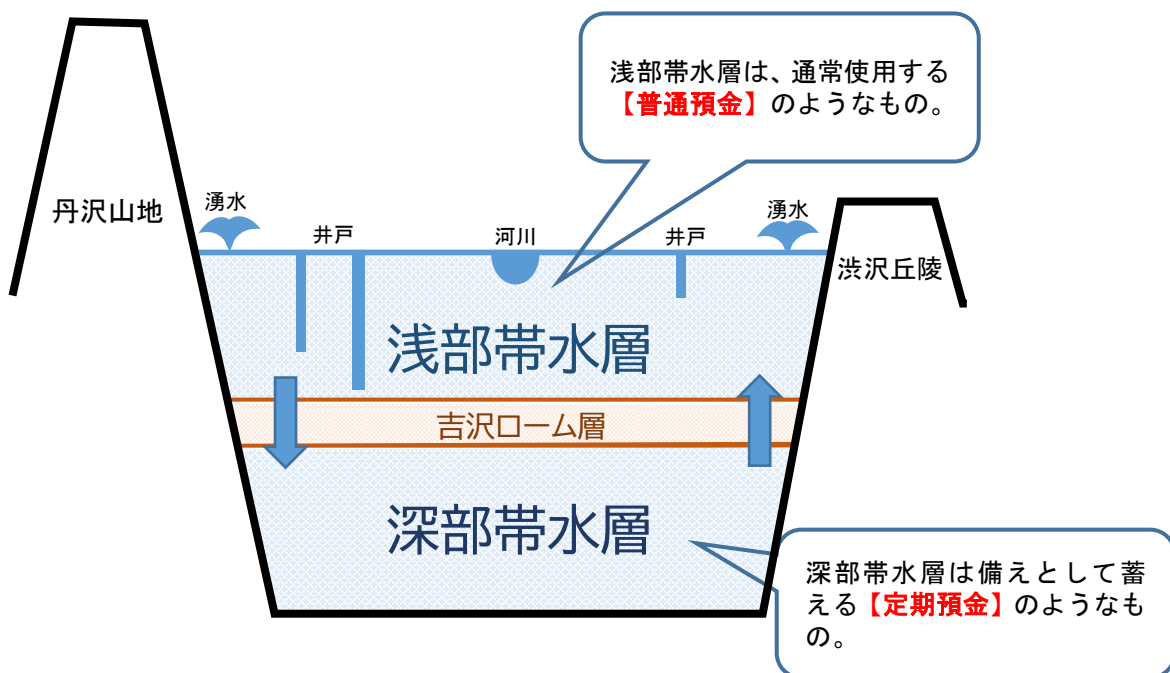 浅部帯水層は、通常使用する
【普通預金】のようなもの。
丹沢山地
湧水
井戸
河川
井戸
湧水
渋沢丘陵
浅部帯水層
吉沢ローム層
深部帯水層
深部帯水層は備えとして蓄
える【定期預金】のようなも
の。